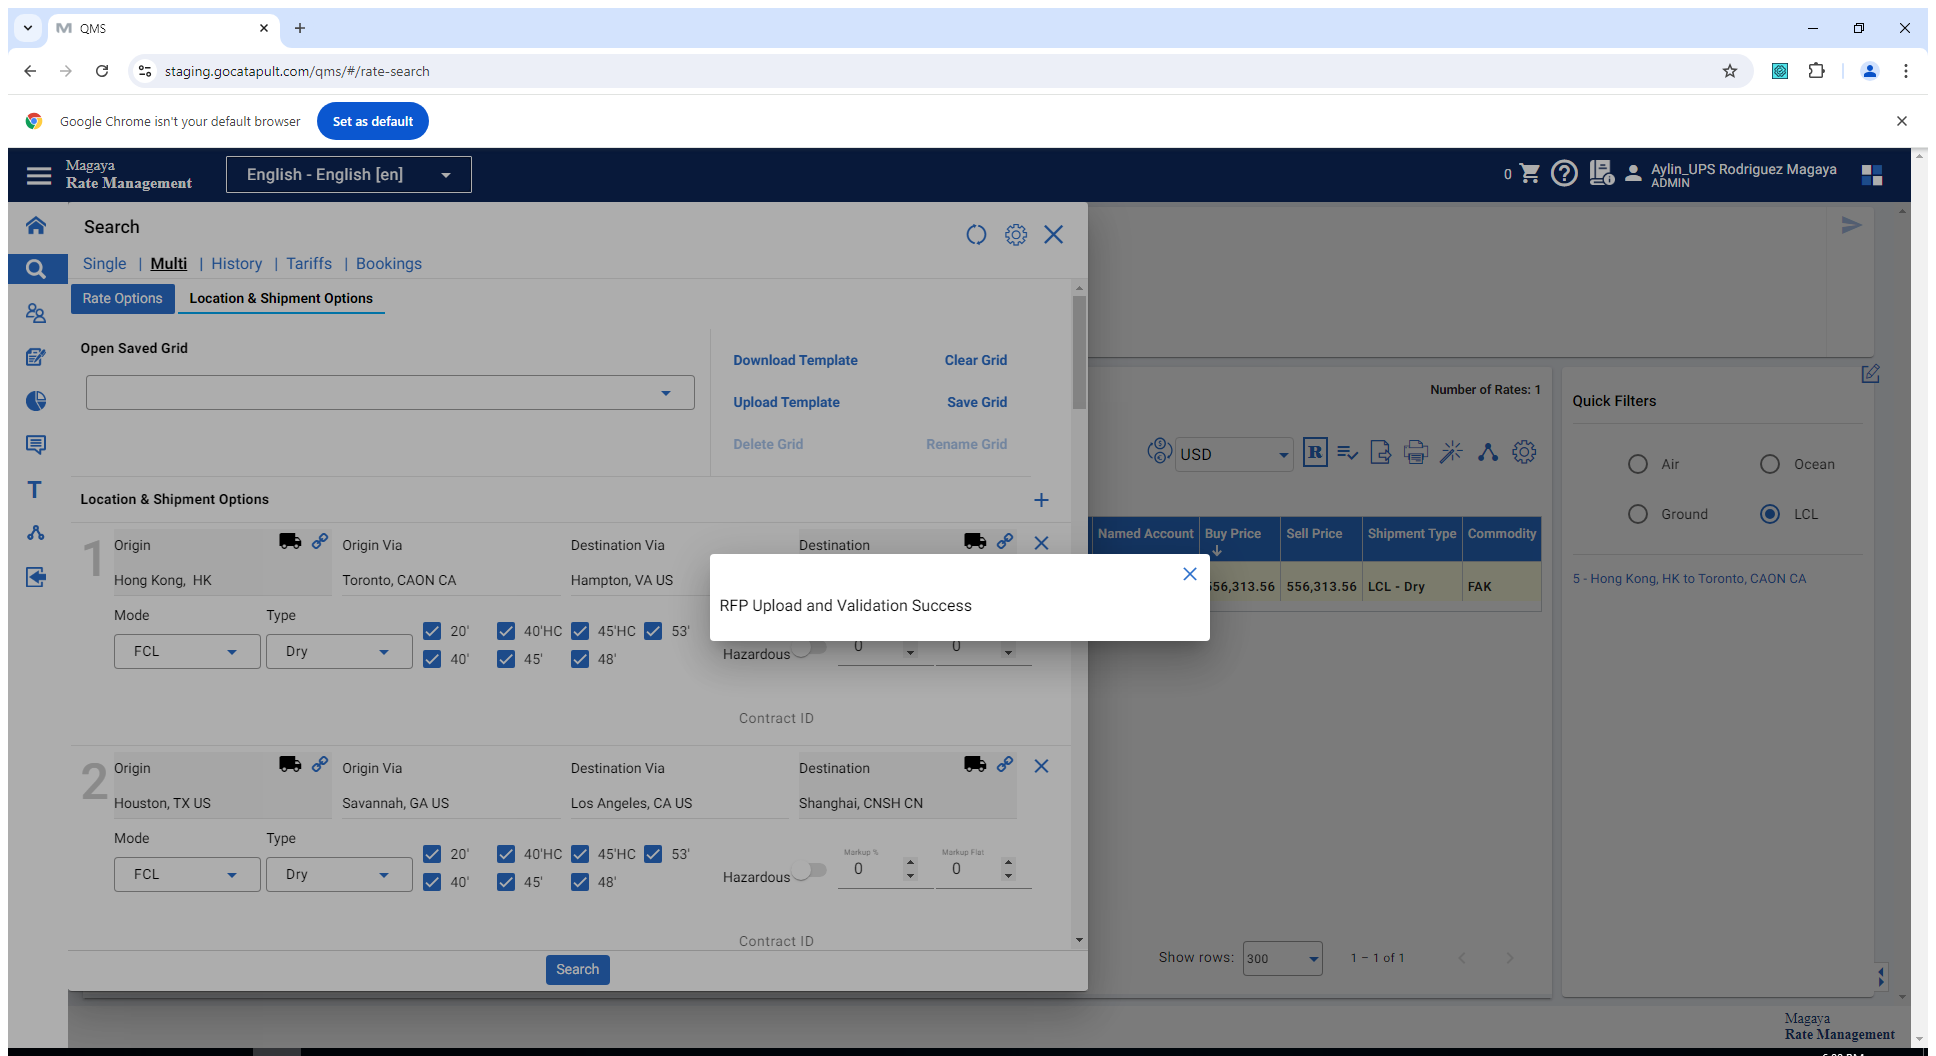 QMS
staging.gocatapult.com/qms/#/rate-search
Google Chrome isn't your default browser
Set as default
Magaya
Rate Management
English - English [en]
0
Aylin_UPS Rodriguez Magaya
ADMIN
Search
Single | Multi | History | Tariffs | Bookings
Rate Options
Location & Shipment Options
Open Saved Grid
Download Template
Clear Grid
Upload Template
Save Grid
Delete Grid
Rename Grid
Location & Shipment Options
1
Origin
Origin Via
Destination Via
Destination
Hong Kong, HK
Toronto, CAON CA
Hampton, VA US
Mode
Type
FCL
Dry
20'
40'HC
45'HC
53'
40'
45'
48'
Hazardous
0
0
Contract ID
2
Origin
Origin Via
Destination Via
Destination
Houston, TX US
Savannah, GA US
Los Angeles, CA US
Shanghai, CNSH CN
Mode
Type
FCL
Dry
20'
40'HC
45'HC
53'
40'
45'
48'
Hazardous
Markup %
0
Markup Flat
0
Contract ID
Search
RFP Upload and Validation Success
Number of Rates: 1
USD
R
Named Account
Buy Price
Sell Price
Shipment Type
Commodity
556,313.56
556,313.56
LCL - Dry
FAK
Show rows:
300
1 – 1 of 1
Quick Filters
Air
Ocean
Ground
LCL
5 - Hong Kong, HK to Toronto, CAON CA
T
Magaya
Rate Management